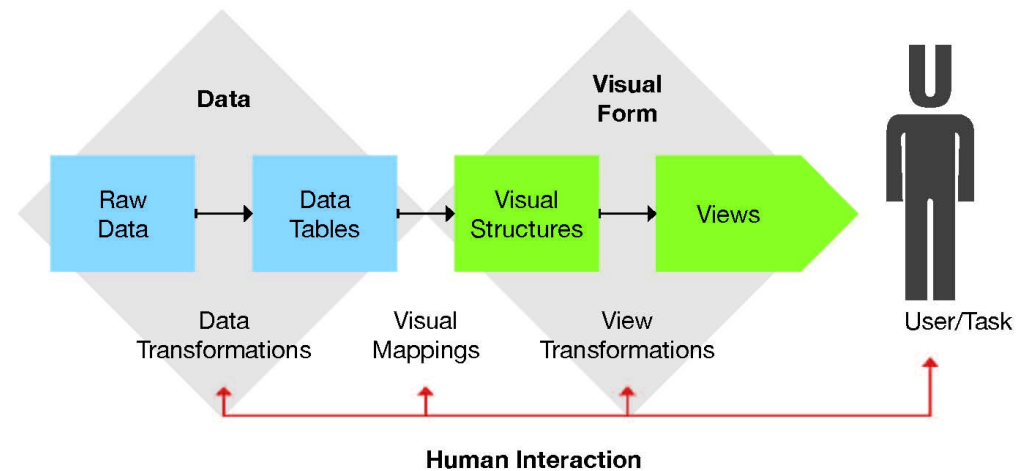 Data
Visual
Form
Raw
Data
Data
Tables
Visual
Structures
Views
Data
Transformations
Visual
Mappings
View
Transformations
User/Task
Human Interaction